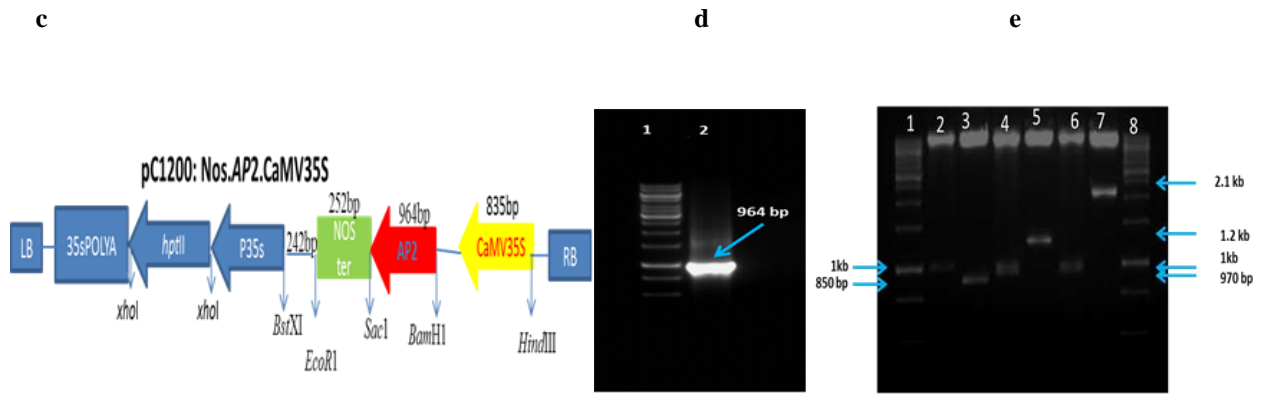 c
d
e
pC1200: Nos.AP2.CaMV35S
LB
35sPOLYA
hptII
P35s
242bp
252bp
NOS
ter
964bp
AP2
835bp
CaMV35S
RB
xhoI
xhoI
BstXI
EcoR1
Sac1
BamH1
HindIII
1
2
964 bp
1
2
3
4
5
6
7
8
1kb
850 bp
2.1 kb
1.2 kb
1kb
970 bp